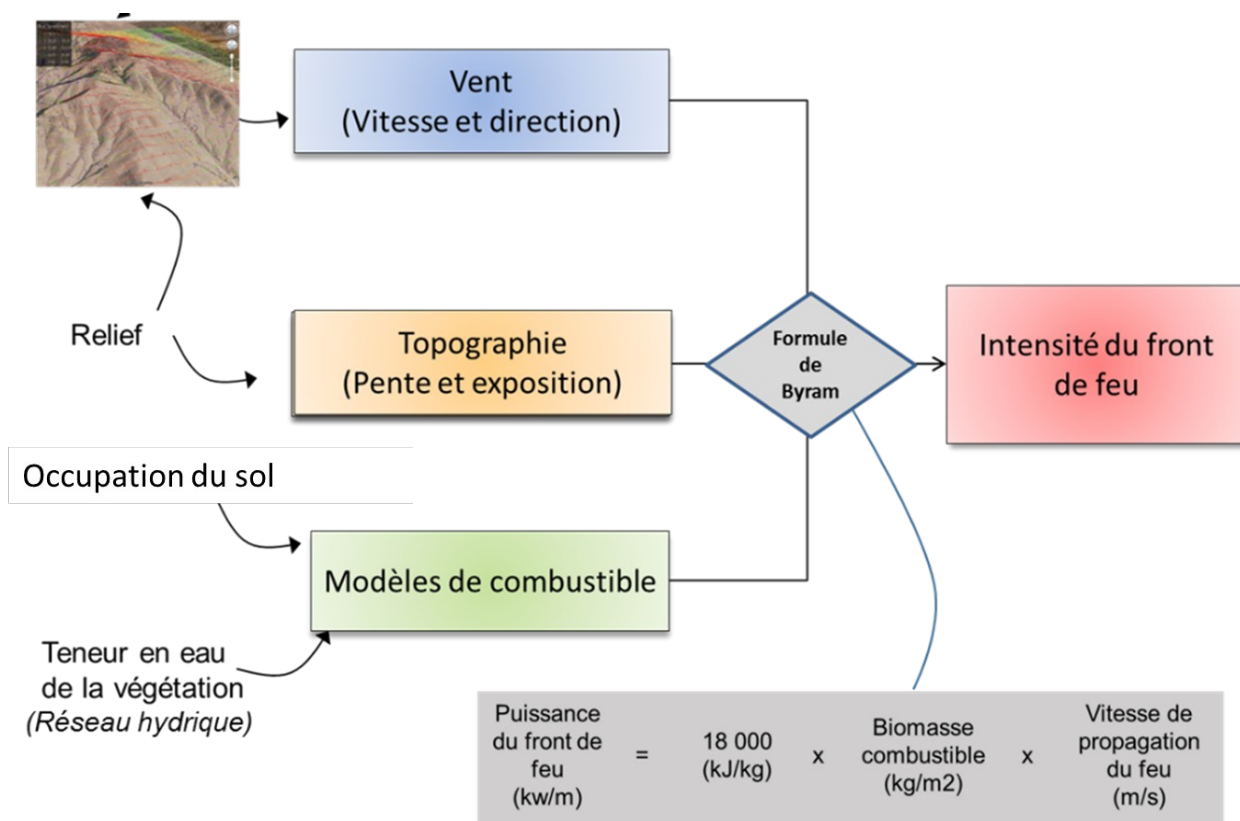 Vent
(Vitesse et direction)
Relief
Topographie
(Pente et exposition)
Formule
de
Byram
Intensité du front
de feu
Occupation du sol
Modèles de combustible
Teneur en eau
de la végétation
(Réseau hydrique)
Puissance
du front de
feu
(kw/m)
=
18 000
(kJ/kg)
x
Biomasse
combustible
(kg/m2)
x
Vitesse de
propagation
du feu
(m/s)